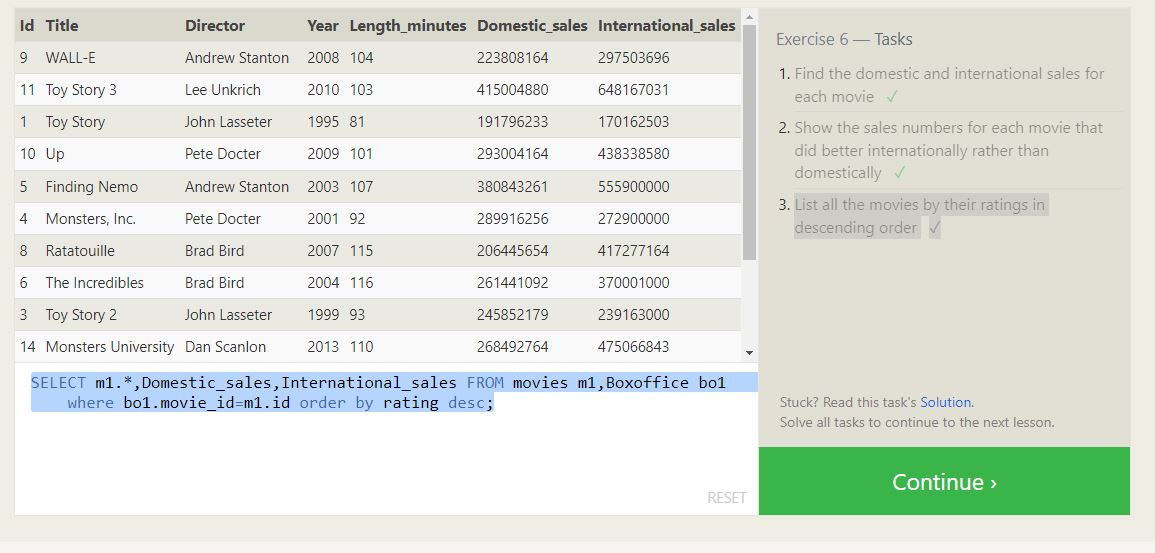 Id Title Director Year Length_minutes Domestic_sales International_sales
9 WALL-E Andrew Stanton 2008 104 223808164 297503696
11 Toy Story 3 Lee Unkrich 2010 103 415004880 648167031
1 Toy Story John Lasseter 1995 81 191796233 170162503
10 Up Pete Docter 2009 101 293004164 438338580
5 Finding Nemo Andrew Stanton 2003 107 380843261 555900000
4 Monsters, Inc. Pete Docter 2001 92 289916256 272900000
8 Ratatouille Brad Bird 2007 115 206445654 417277164
6 The Incredibles Brad Bird 2004 116 261441092 370001000
3 Toy Story 2 John Lasseter 1999 93 245852179 239163000
14 Monsters University Dan Scanlon 2013 110 268492764 475066843
SELECT m1.*,Domestic_sales,International_sales FROM movies m1,Boxoffice bo1
where bo1.movie_id=m1.id order by rating desc;
RESET
Exercise 6 — Tasks
1. Find the domestic and international sales for
each movie ✓
2. Show the sales numbers for each movie that
did better internationally rather than
domestically ✓
3. List all the movies by their ratings in
descending order ✓
Stuck? Read this task's Solution.
Solve all tasks to continue to the next lesson.
Continue ›